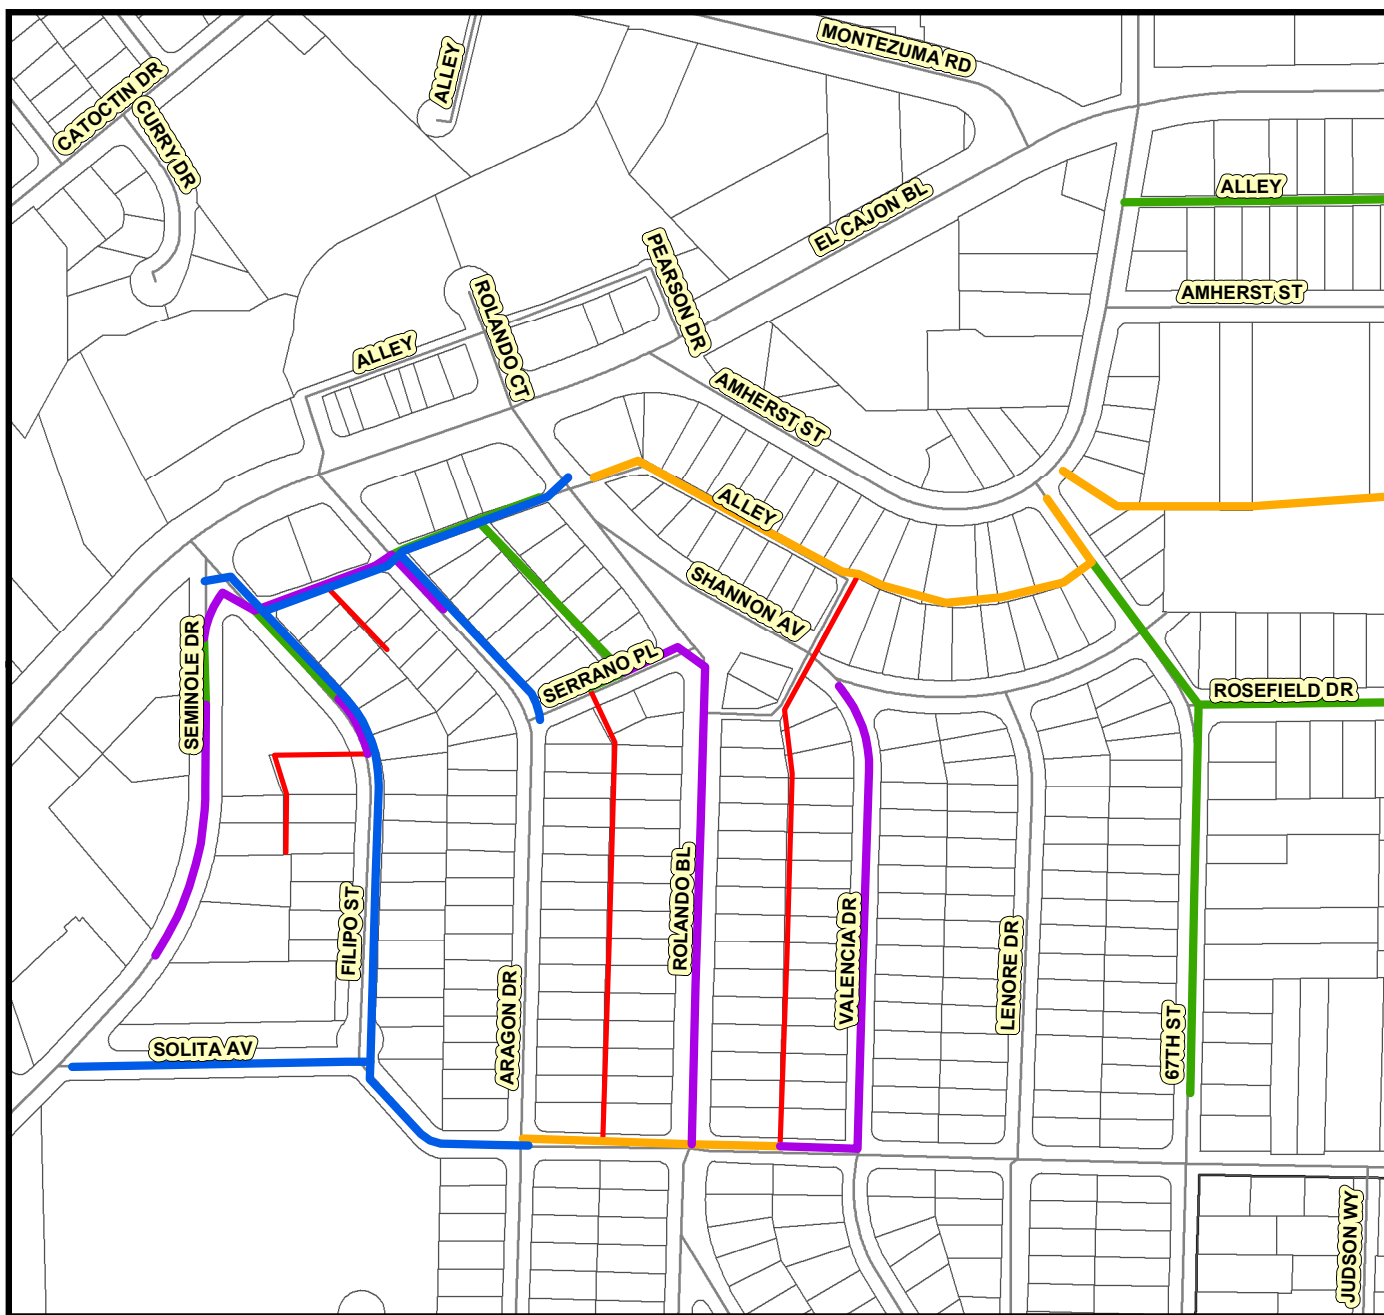 MONTEZUMA RD
ALLEY
CATOCTIN DR
CURRY DR
ALLEY
EL CAJON BL
PEARSON DR
AMHERST ST
ROLANDO CT
ALLEY
AMHERST ST
ALLEY
SHANNON AV
SEMINOLE DR
SERRANO PL
ROSEFIELD DR
ROLANDO BL
FILIPO ST
VALENCIA DR
LENORE DR
ARAGON DR
67TH ST
SOLITA AV
JUDSON WY